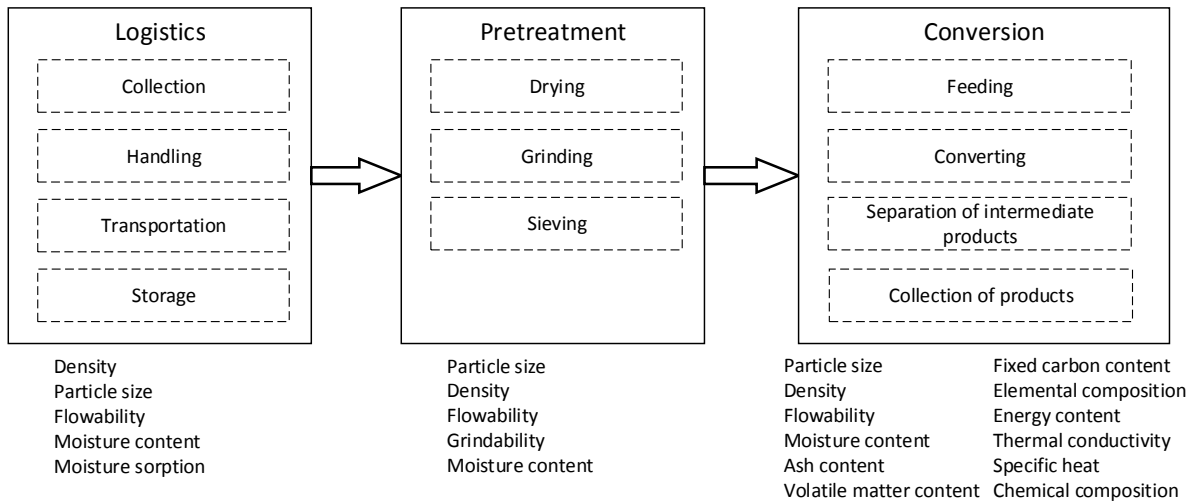 Logistics
Collection
Handling
Transportation
Storage
Density
Particle size
Flowability
Moisture content
Moisture sorption
Pretreatment
Drying
Grinding
Sieving
Particle size
Density
Flowability
Grindability
Moisture content
Conversion
Feeding
Converting
Separation of intermediate
products
Collection of products
Particle size
Density
Flowability
Moisture content
Ash content
Volatile matter content
Fixed carbon content
Elemental composition
Energy content
Thermal conductivity
Specific heat
Chemical composition